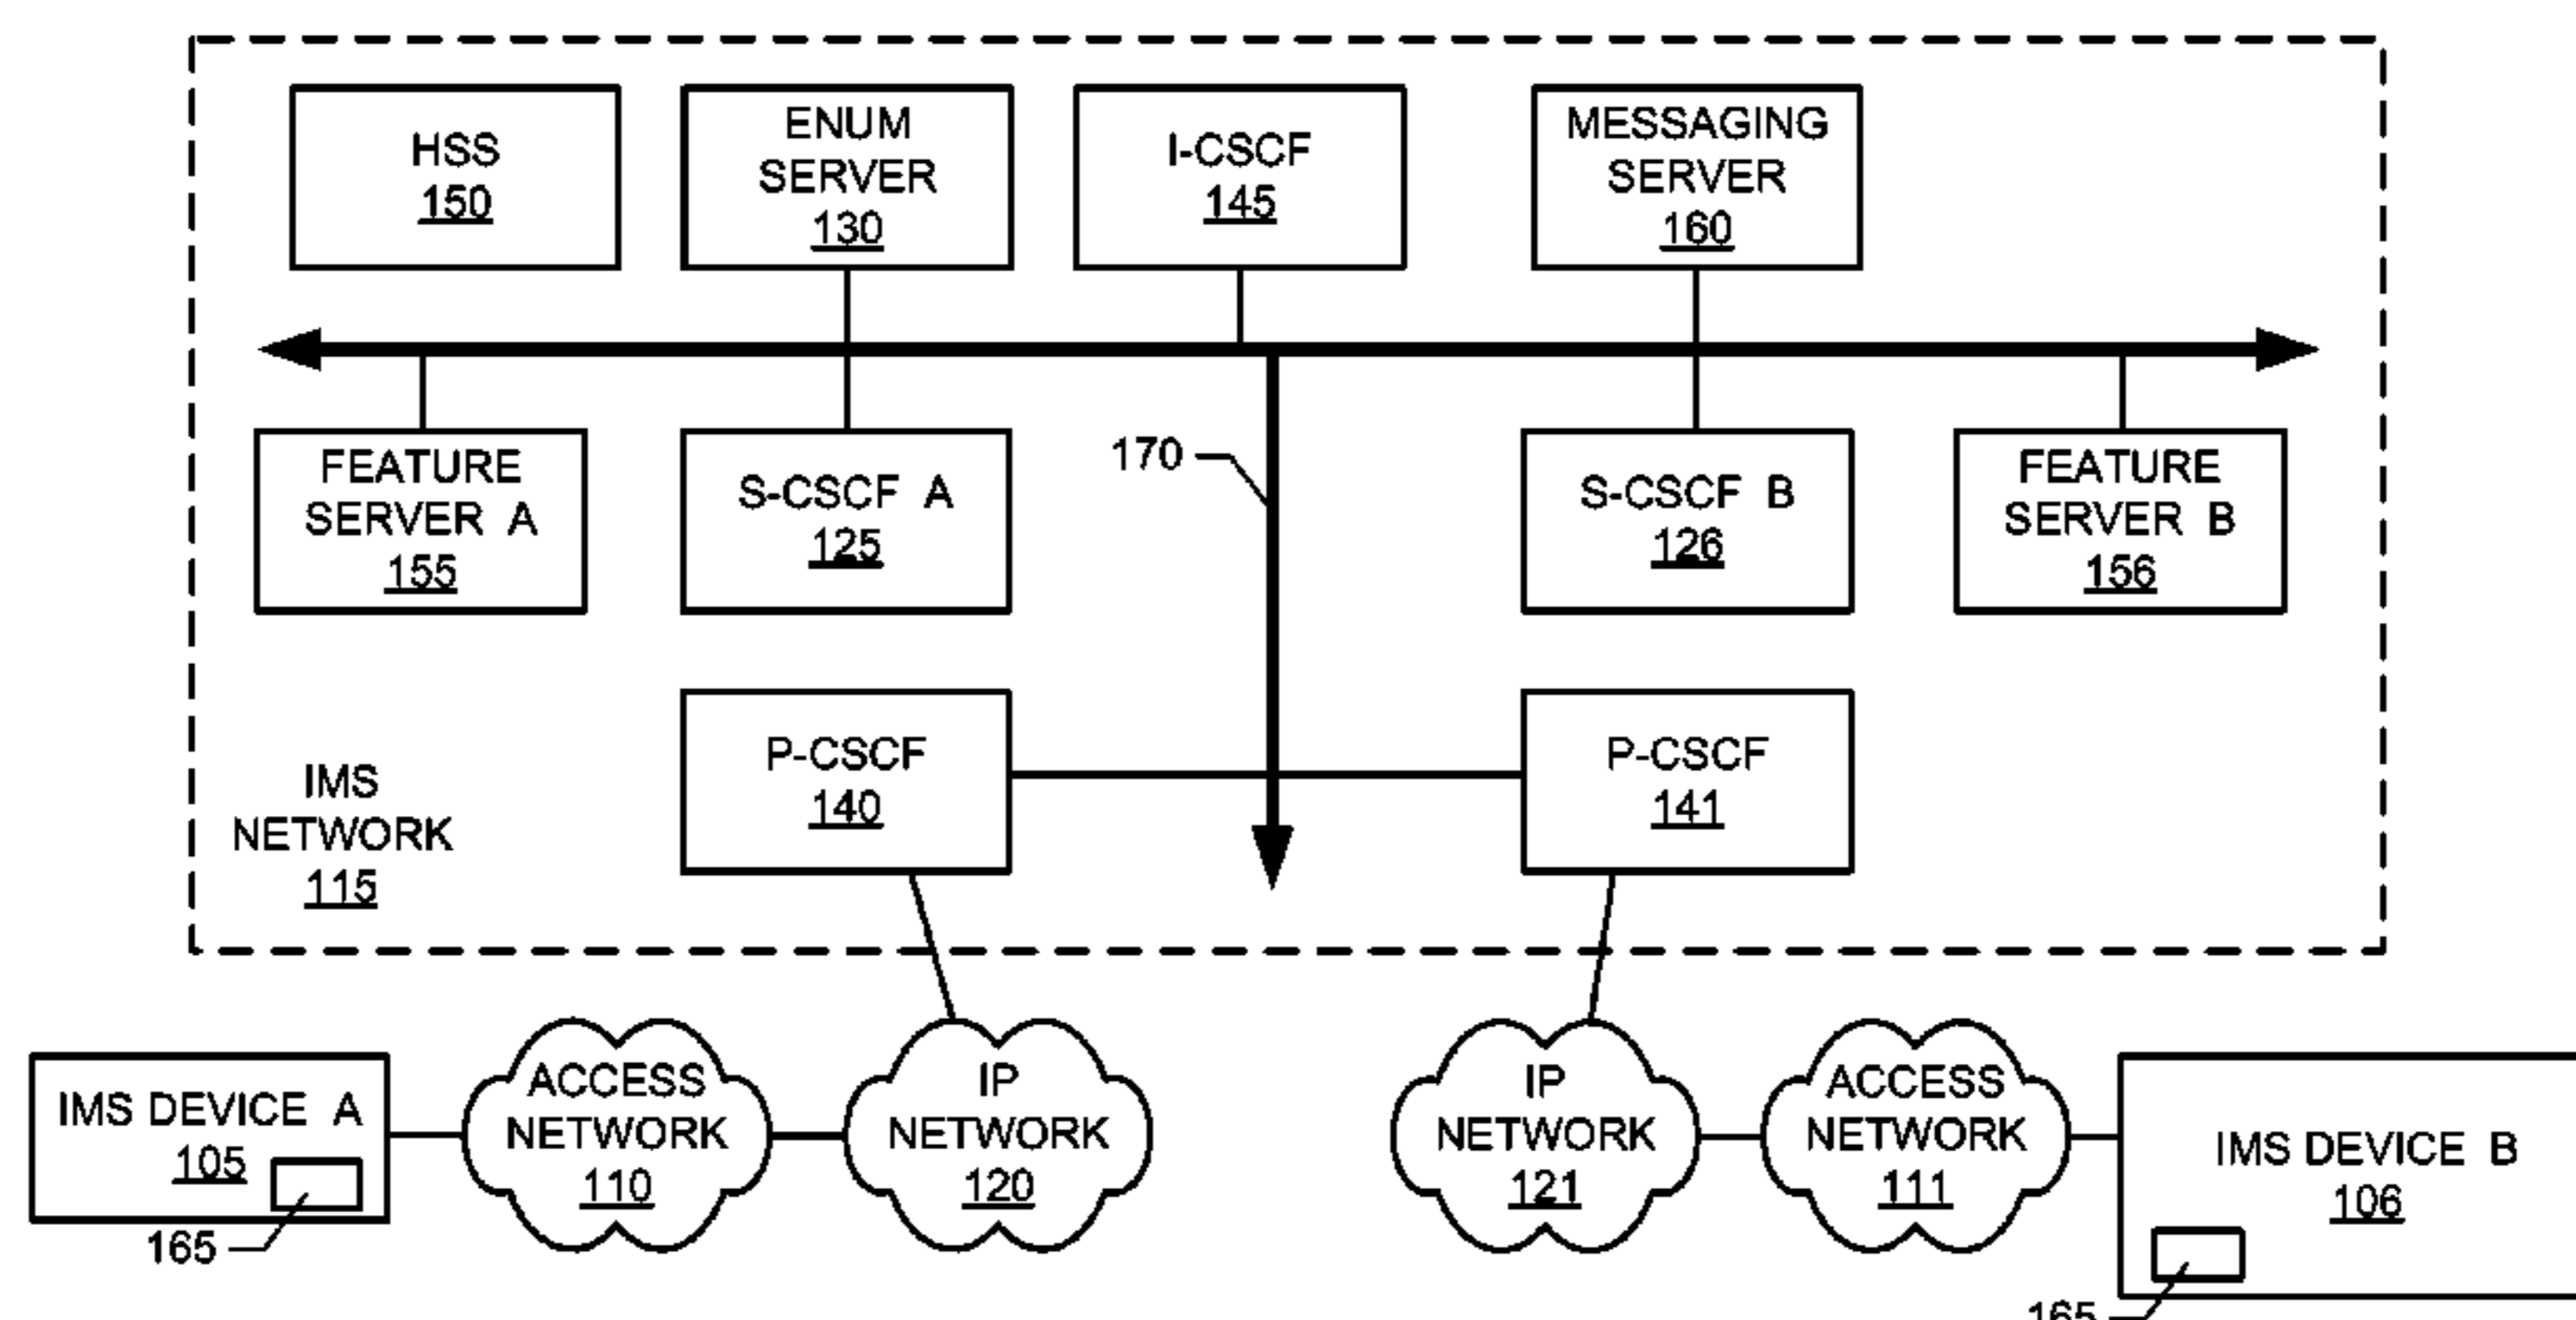 HSS
150
ENUM
SERVER
130
I-CSCF
145
MESSAGING
SERVER
160
FEATURE
SERVER A
155
S-CSCF A
125
170
S-CSCF B
126
FEATURE
SERVER B
156
P-CSCF
140
P-CSCF
141
IMS
NETWORK
115
IMS DEVICE A
105
165
ACCESS
NETWORK
110
IP
NETWORK
120
IP
NETWORK
121
ACCESS
NETWORK
111
IMS DEVICE B
106
165